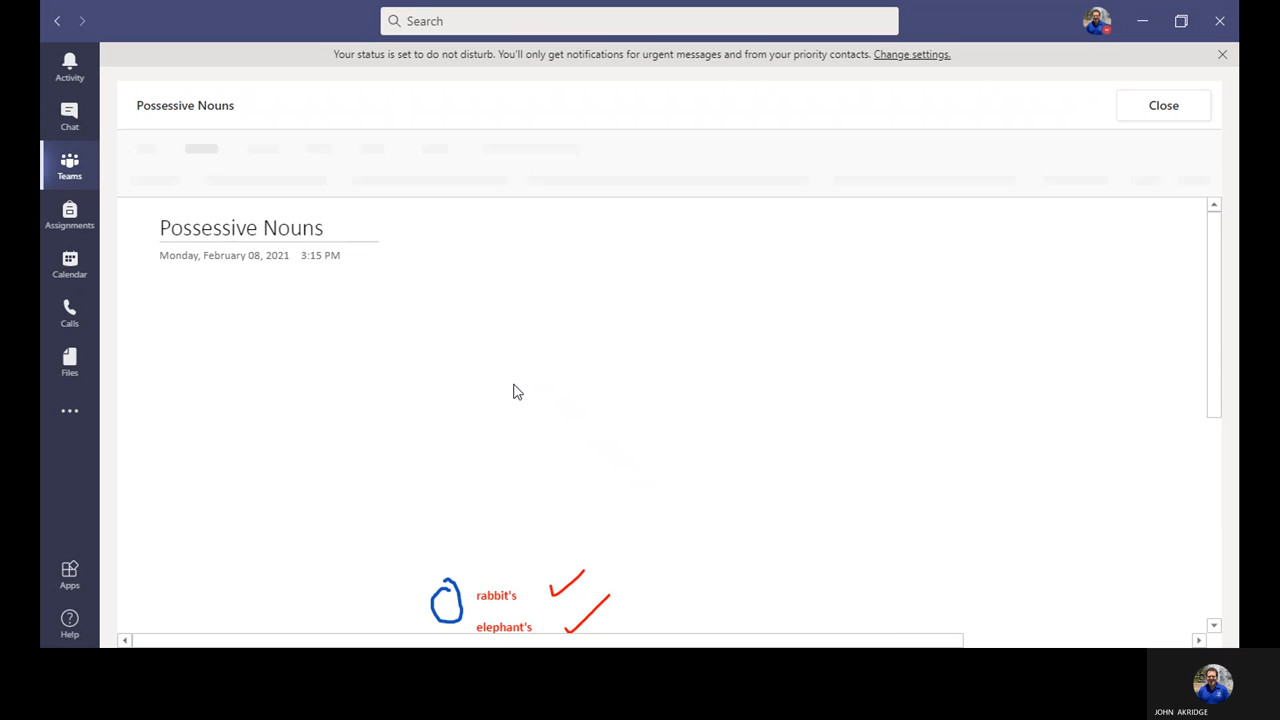 Search
Your status is set to do not disturb. You'll only get notifications for urgent messages and from your priority contacts. Change settings.
Activity
Chat
Teams
Assignments
Calendar
Calls
Files
Apps
Help
Possessive Nouns
Close
Possessive Nouns
Monday, February 08, 2021 3:15 PM
rabbit's
elephant's
JOHN AKRIDGE